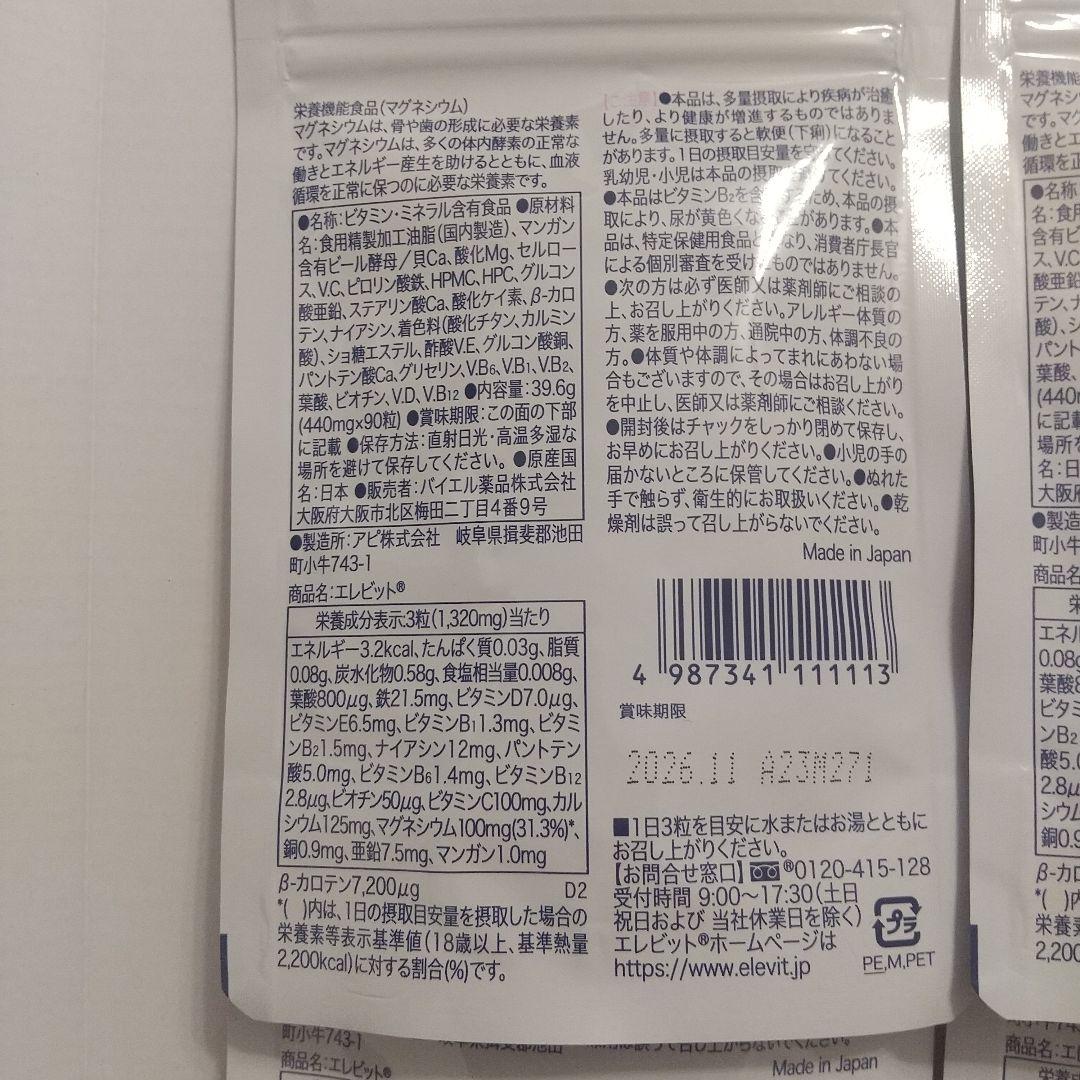 栄養機能食品(マグネシウム)
マグネシウムは、骨や歯の形成に必要な栄養素
です。マグネシウムは、多くの体内酵素の正常な
働きとエネルギー産生を助けるとともに、血液
循環を正常に保つのに必要な栄養素です。
●名称:ビタミン・ミネラル含有食品 ●原材料
名:食用精製加工油脂(国内製造)、マンガン
含有ビール酵母/貝Ca、酸化Mg、セルロー
ス、V.C、ピロリン酸鉄、HPMC、HPC、グルコン
酸亜鉛、ステアリン酸Ca、酸化ケイ素、β-カロ
テン、ナイアシン、着色料(酸化チタン、カルミン
酸)、ショ糖エステル、酢酸V.E、グルコン酸銅、
パントテン酸Ca、グリセリン、V.B6、V.B1、V.B2、
葉酸、ビオチン、V.D、V.B12 ●内容量:39.6g
(440mg×90粒) ●賞味期限:この面の下部
に記載 ●保存方法:直射日光・高温多湿な
場所を避けて保存してください。 ●原産国
名:日本 ●販売者:バイエル薬品株式会社
大阪府大阪市北区梅田二丁目4番9号
●製造所:アピ株式会社 岐阜県揖斐郡池田
町小牛743-1
商品名:エレビット®
栄養成分表示:3粒(1,320mg)当たり
エネルギー3.2kcal、たんぱく質0.03g、脂質
0.08g、炭水化物0.58g、食塩相当量0.008g、
葉酸800μg、鉄21.5mg、ビタミンD7.0μg、
ビタミンE6.5mg、ビタミンB1 1.3mg、ビタミ
ンB2 1.5mg、ナイアシン12mg、パントテン
酸5.0mg、ビタミンB6 1.4mg、ビタミンB12
2.8μg、ビオチン50μg、ビタミンC100mg、カル
シウム125mg、マグネシウム100mg(31.3%)*、
銅0.9mg、亜鉛7.5mg、マンガン1.0mg
β-カロテン7,200μg D2
*( )内は、1日の摂取目安量を摂取した場合の
栄養素等表示基準値(18歳以上、基準熱量
2,200kcal)に対する割合(%)です。
●本品は、多量摂取により疾病が治癒
したり、より健康が増進するものではありま
せん。多量に摂取すると軟便(下痢)になること
があります。1日の摂取目安量を守ってください。
乳幼児・小児は本品の摂取を避けてください。
●本品はビタミンB2を含むため、本品の摂
取により、尿が黄色くなることがあります。●本
品は、特定保健用食品と異なり、消費者庁長官
による個別審査を受けたものではありません。
●次の方は必ず医師又は薬剤師にご相談の
上、お召し上がりください。アレルギー体質の
方、薬を服用中の方、通院中の方、体調不良の
方。●体質や体調によってまれにあわない場
合もございますので、その場合はお召し上がり
を中止し、医師又は薬剤師にご相談ください。
●開封後はチャックをしっかり閉めて保存し、
お早めにお召し上がりください。●小児の手の
届かないところに保管してください。●ぬれた
手で触らず、衛生的にお取扱いください。●乾
燥剤は誤って召し上がらないでください。
Made in Japan
4 987341 111113
賞味期限
2026.11 A23M271
■1日3粒を目安に水またはお湯とともに
お召し上がりください。
【お問合せ窓口】®0120-415-128
受付時間 9:00~17:30(土日
祝日および 当社休業日を除く)
エレビット®ホームページは
https://www.elevit.jp
プラ
PE,M,PET
町小牛743-1
商品名:エレビット®
Made in Japan